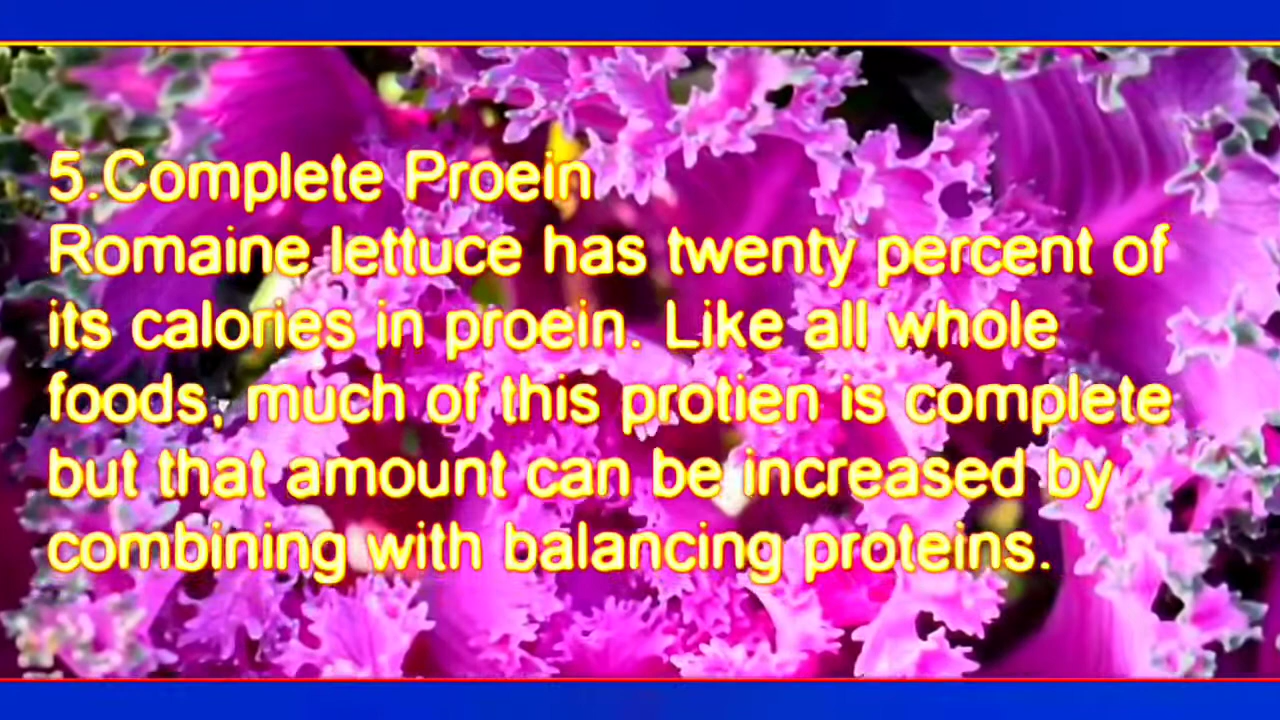 5.Complete Proein
Romaine lettuce has twenty percent of
its calories in proein. Like all whole
foods, much of this protien is complete
but that amount can be increased by
combining with balancing proteins.